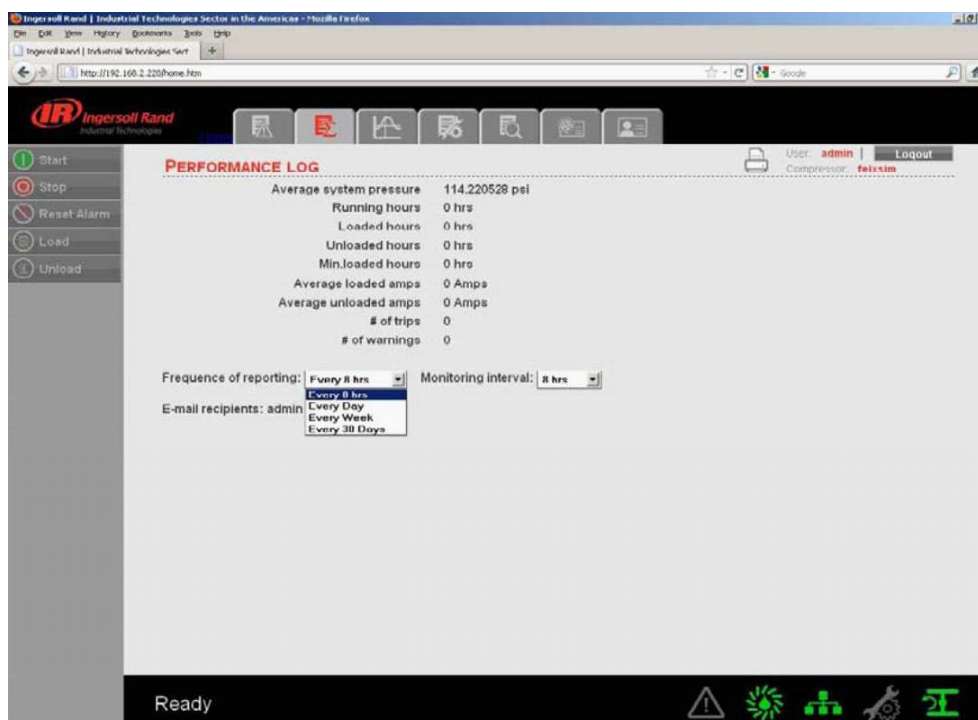 Ingersoll Rand | Industrial Technologies Sector in the Americas - Mozilla Firefox
File Edit View History Bookmarks Tools Help
Ingersoll Rand | Industrial Technologies Sect
http://192.168.2.220/home.htm
Google
IR Ingersoll Rand
Industrial Technologies
Start
Stop
Reset Alarm
Load
Unload
PERFORMANCE LOG
User: admin | Logout
Compressor: feissim
Average system pressure 114.220528 psi
Running hours 0 hrs
Loaded hours 0 hrs
Unloaded hours 0 hrs
Min.loaded hours 0 hrs
Average loaded amps 0 Amps
Average unloaded amps 0 Amps
# of trips 0
# of warnings 0
Frequence of reporting: Every 8 hrs Monitoring interval: 8 hrs
Every 8 hrs
E-mail recipients: admin Every Day
Every Week
Every 30 Days
Ready